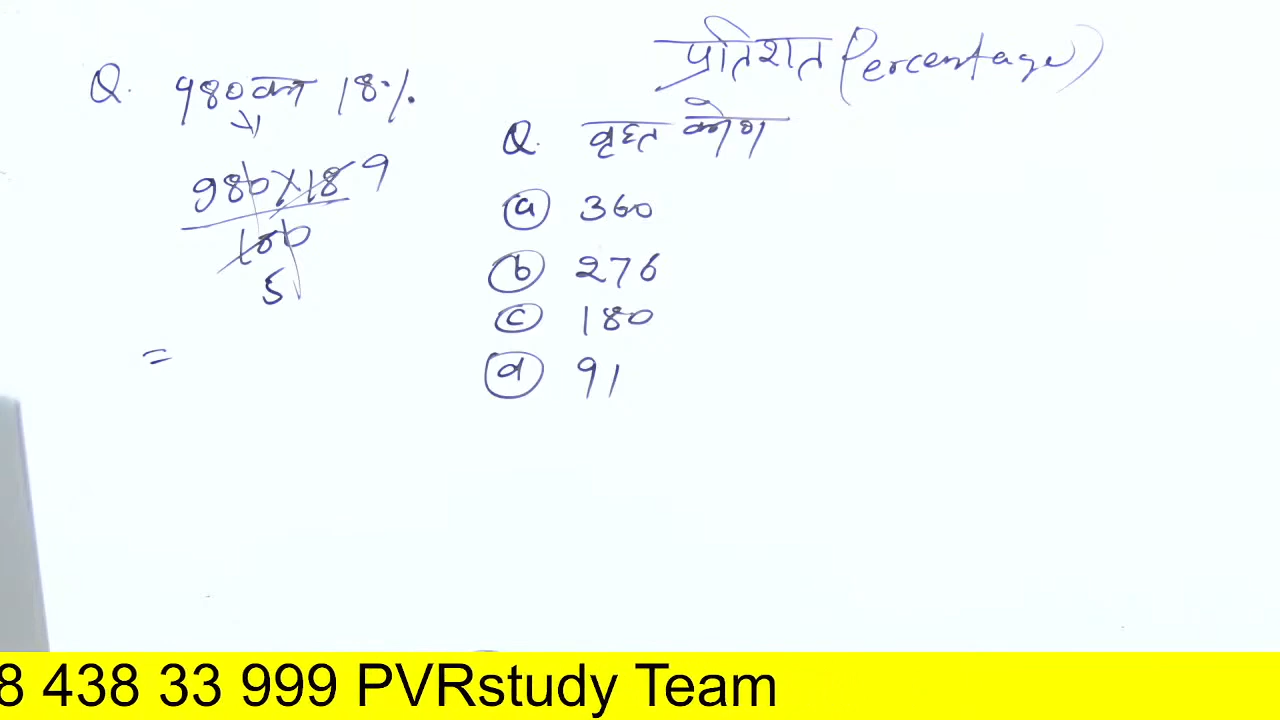 प्रतिशत (Percentage)
Q. 980 का 18%
980×18 9
100
5
=
Q. वृहत कोण
(a) 360
(b) 276
(c) 180
(d) 91
8 438 33 999 PVRstudy Team